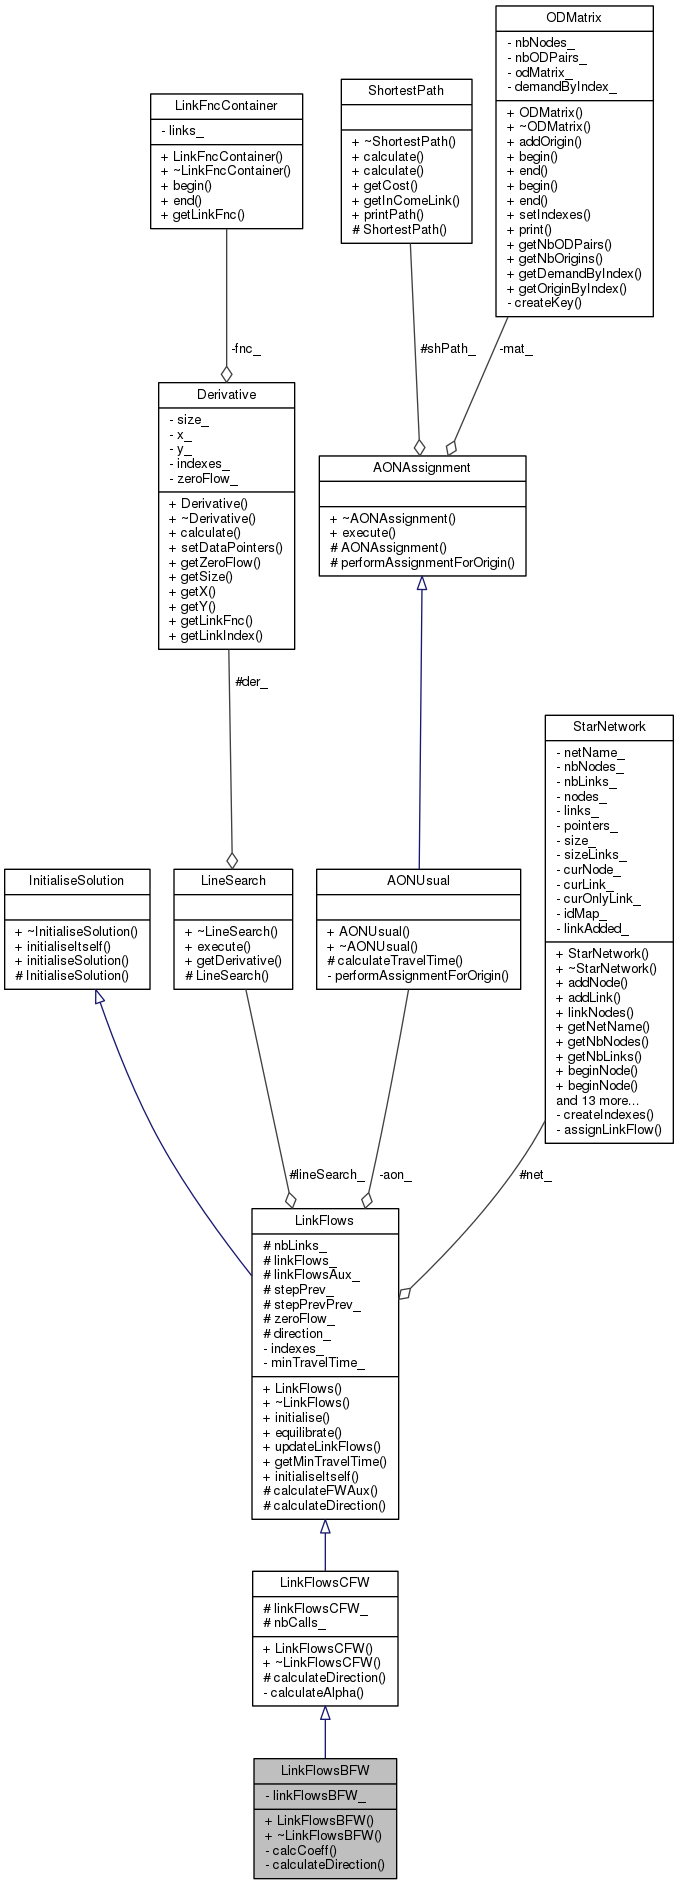 ODMatrix
- nbNodes_
- nbODPairs_
- odMatrix_
- demandByIndex_
+ ODMatrix()
+ ~ODMatrix()
+ addOrigin()
+ begin()
+ end()
+ begin()
+ end()
+ setIndexes()
+ print()
+ getNbODPairs()
+ getNbOrigins()
+ getDemandByIndex()
+ getOriginByIndex()
- createKey()
ShortestPath
+ ~ShortestPath()
+ calculate()
+ calculate()
+ getCost()
+ getInComeLink()
+ printPath()
# ShortestPath()
LinkFncContainer
- links_
+ LinkFncContainer()
+ ~LinkFncContainer()
+ begin()
+ end()
+ getLinkFnc()
-fnc_
#shPath_
-mat_
Derivative
- size_
- x_
- y_
- indexes_
- zeroFlow_
+ Derivative()
+ ~Derivative()
+ calculate()
+ setDataPointers()
+ getZeroFlow()
+ getSize()
+ getX()
+ getY()
+ getLinkFnc()
+ getLinkIndex()
AONAssignment
+ ~AONAssignment()
+ execute()
# AONAssignment()
# performAssignmentForOrigin()
#der_
StarNetwork
- netName_
- nbNodes_
- nbLinks_
- nodes_
- links_
- pointers_
- size_
- sizeLinks_
- curNode_
- curLink_
- curOnlyLink_
- idMap_
- linkAdded_
+ StarNetwork()
+ ~StarNetwork()
+ addNode()
+ addLink()
+ linkNodes()
+ getNetName()
+ getNbNodes()
+ getNbLinks()
+ beginNode()
+ beginNode()
and 13 more...
- createIndexes()
- assignLinkFlow()
InitialiseSolution
+ ~InitialiseSolution()
+ initialiseItself()
+ initialiseSolution()
# InitialiseSolution()
LineSearch
+ ~LineSearch()
+ execute()
+ getDerivative()
# LineSearch()
AONUsual
+ AONUsual()
+ ~AONUsual()
# calculateTravelTime()
- performAssignmentForOrigin()
#lineSearch_
-aon_
#net_
LinkFlows
# nbLinks_
# linkFlows_
# linkFlowsAux_
# stepPrev_
# stepPrevPrev_
# zeroFlow_
# direction_
- indexes_
- minTravelTime_
+ LinkFlows()
+ ~LinkFlows()
+ initialise()
+ equilibrate()
+ updateLinkFlows()
+ getMinTravelTime()
+ initialiseItself()
# calculateFWAux()
# calculateDirection()
LinkFlowsCFW
# linkFlowsCFW_
# nbCalls_
+ LinkFlowsCFW()
+ ~LinkFlowsCFW()
# calculateDirection()
- calculateAlpha()
LinkFlowsBFW
- linkFlowsBFW_
+ LinkFlowsBFW()
+ ~LinkFlowsBFW()
- calcCoeff()
- calculateDirection()